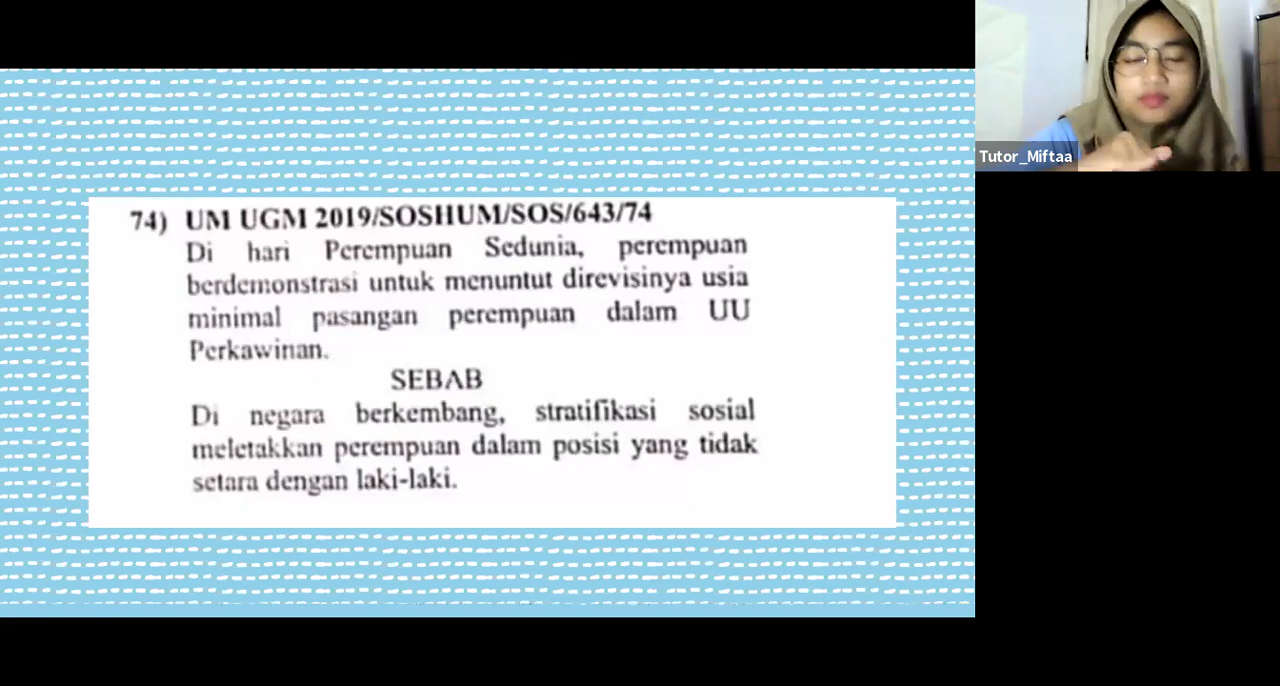 74) UM UGM 2019/SOSHUM/SOS/643/74
Di hari Perempuan Sedunia, perempuan
berdemonstrasi untuk menuntut direvisinya usia
minimal pasangan perempuan dalam UU
Perkawinan.
SEBAB
Di negara berkembang, stratifikasi sosial
meletakkan perempuan dalam posisi yang tidak
setara dengan laki-laki.
Tutor_Miftaa